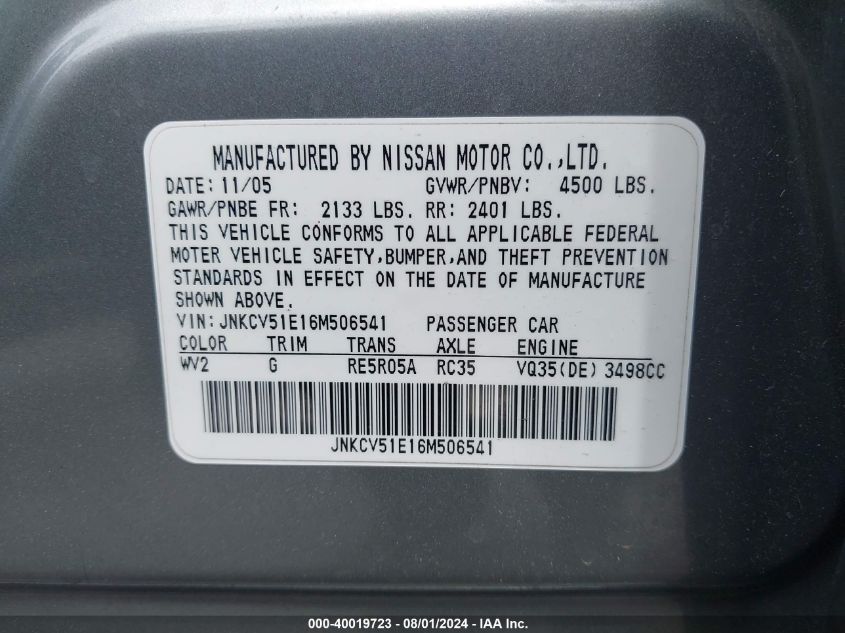 MANUFACTURED BY NISSAN MOTOR CO.,LTD.
DATE: 11/05 GVWR/PNBV: 4500 LBS.
GAWR/PNBE FR: 2133 LBS. RR: 2401 LBS.
THIS VEHICLE CONFORMS TO ALL APPLICABLE FEDERAL
MOTER VEHICLE SAFETY,BUMPER,AND THEFT PREVENTION
STANDARDS IN EFFECT ON THE DATE OF MANUFACTURE
SHOWN ABOVE.
VIN:JNKCV51E16M506541 PASSENGER CAR
COLOR TRIM TRANS AXLE ENGINE
WV2 G RE5R05A RC35 VQ35(DE) 3498CC
JNKCV51E16M506541
000-40019723 - 08/01/2024 - IAA Inc.